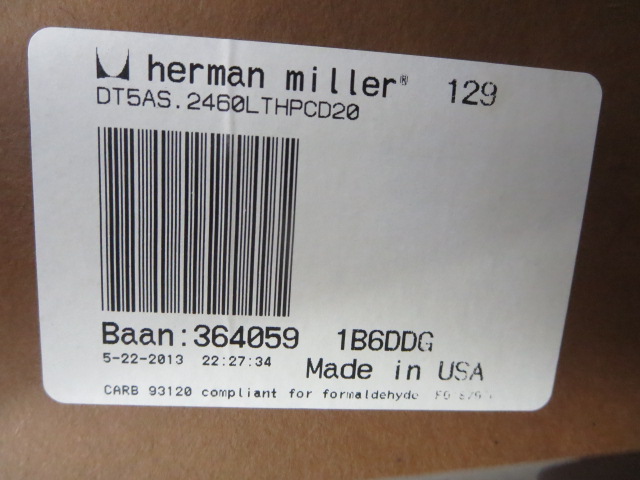 herman miller® 129
DT5AS.2460LTHPCD20
Baan:364059 1B6DDG
5-22-2013 22:27:34
Made in USA
CARB 93120 compliant for formaldehyde